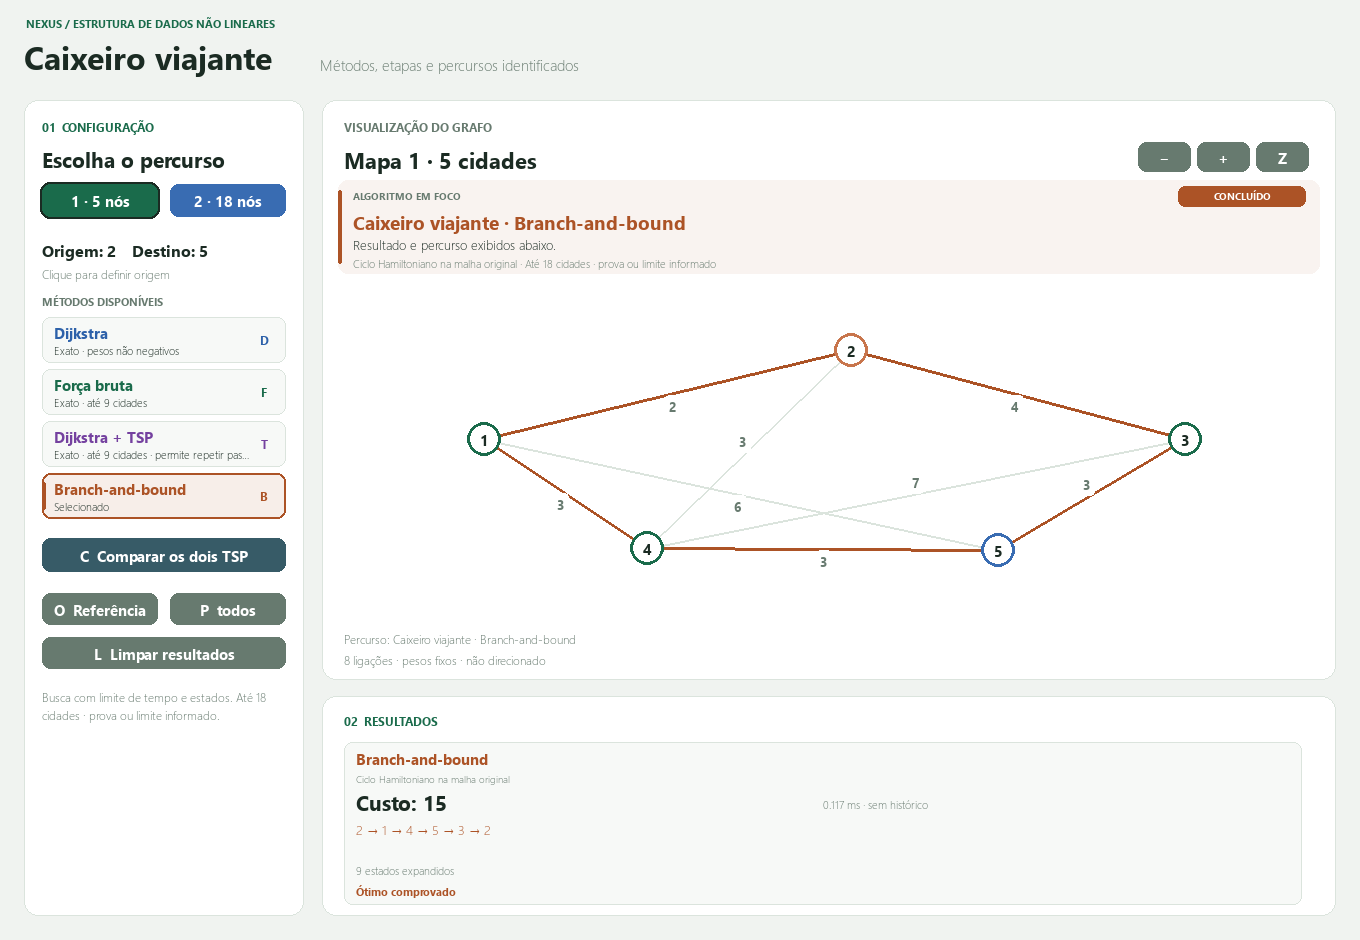 NEXUS / ESTRUTURA DE DADOS NÃO LINEARES
Caixeiro viajante
Métodos, etapas e percursos identificados
01 CONFIGURAÇÃO
Escolha o percurso
1 · 5 nós
2 · 18 nós
Origem: 2 Destino: 5
Clique para definir origem
MÉTODOS DISPONÍVEIS
Dijkstra
D
Exato · pesos não negativos
Força bruta
F
Exato · até 9 cidades
Dijkstra + TSP
T
Exato · até 9 cidades · permite repetir pas...
Branch-and-bound
B
Selecionado
C Comparar os dois TSP
O Referência
P todos
L Limpar resultados
Busca com limite de tempo e estados. Até 18
cidades · prova ou limite informado.
VISUALIZAÇÃO DO GRAFO
Mapa 1 · 5 cidades
−
+
Z
ALGORITMO EM FOCO
CONCLUÍDO
Caixeiro viajante · Branch-and-bound
Resultado e percurso exibidos abaixo.
Ciclo Hamiltoniano na malha original · Até 18 cidades · prova ou limite informado
2
2
4
1
3
3
7
3
3
6
4
5
3
Percurso: Caixeiro viajante · Branch-and-bound
8 ligações · pesos fixos · não direcionado
02 RESULTADOS
Branch-and-bound
Ciclo Hamiltoniano na malha original
Custo: 15
0.117 ms · sem histórico
2 → 1 → 4 → 5 → 3 → 2
9 estados expandidos
Ótimo comprovado